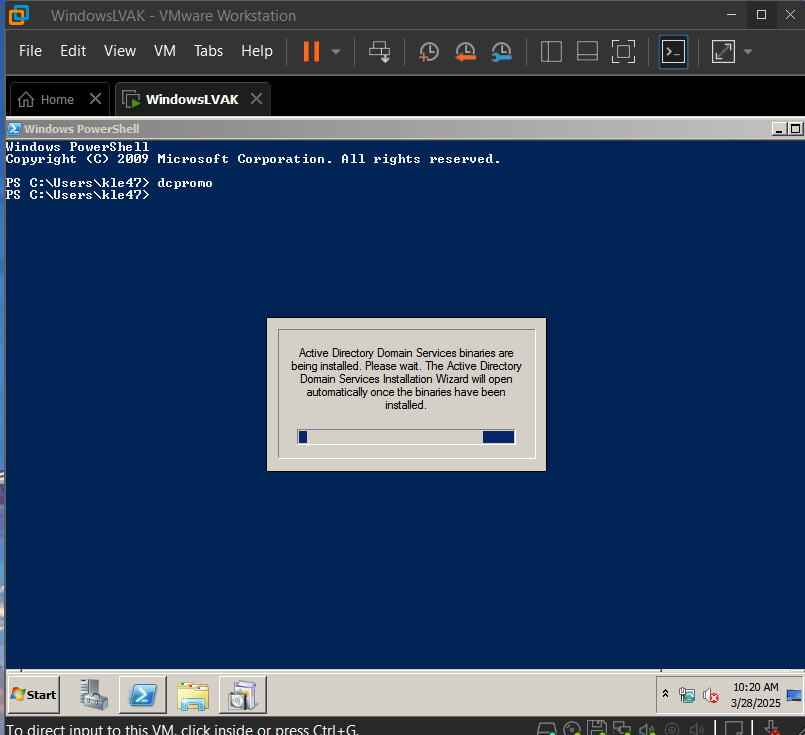 WindowsLVAK - VMware Workstation
File Edit View VM Tabs Help
Home WindowsLVAK
Windows PowerShell
Windows PowerShell
Copyright (C) 2009 Microsoft Corporation. All rights reserved.
PS C:\Users\kle47> dcpromo
PS C:\Users\kle47>
Active Directory Domain Services binaries are
being installed. Please wait. The Active Directory
Domain Services Installation Wizard will open
automatically once the binaries have been
installed.
Start
10:20 AM
3/28/2025
To direct input to this VM, click inside or press Ctrl+G.